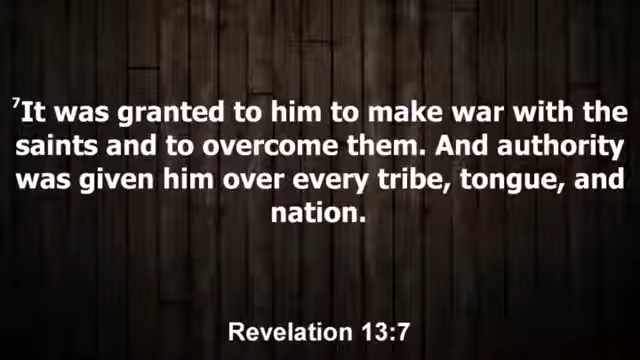 ⁷It was granted to him to make war with the
saints and to overcome them. And authority
was given him over every tribe, tongue, and
nation.
Revelation 13:7